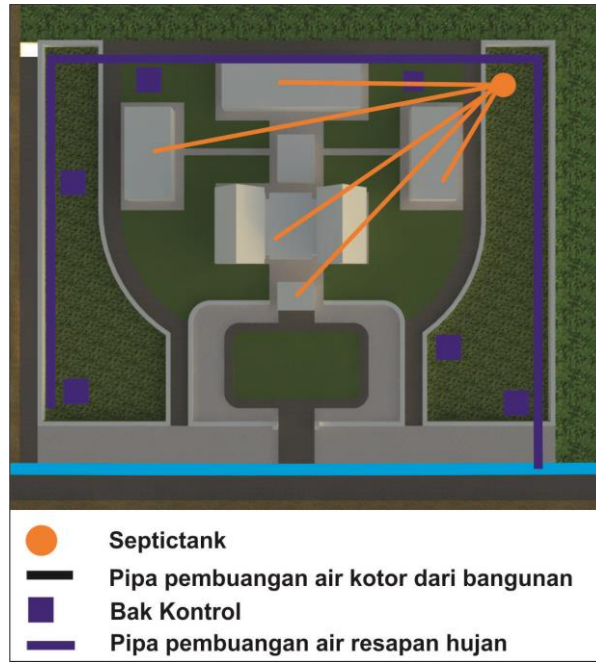 Septictank
Pipa pembuangan air kotor dari bangunan
Bak Kontrol
Pipa pembuangan air resapan hujan